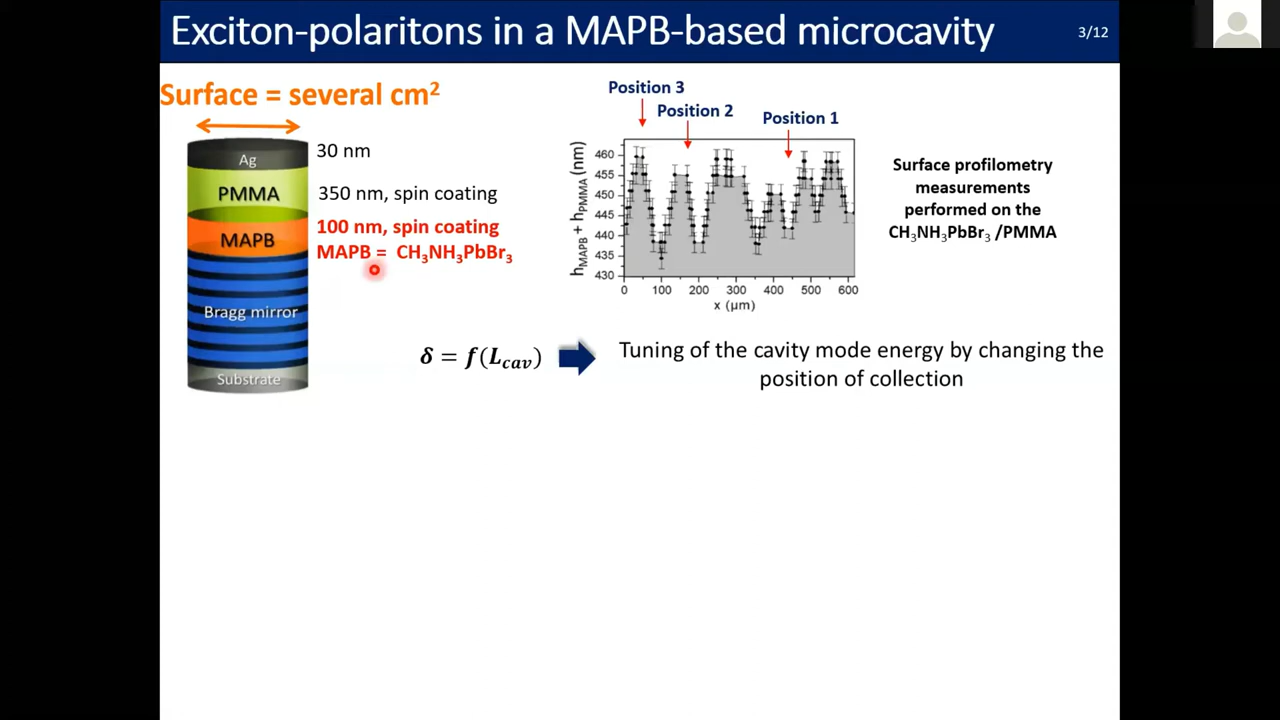 Exciton-polaritons in a MAPB-based microcavity
3/12
Surface = several cm²
Ag
30 nm
PMMA
350 nm, spin coating
MAPB
100 nm, spin coating
MAPB = CH₃NH₃PbBr₃
Bragg mirror
Substrate
Position 3
Position 2
Position 1
h_MAPB + h_PMMA (nm)
460
455
450
445
440
435
430
0 100 200 300 400 500 600
x (µm)
Surface profilometry
measurements
performed on the
CH₃NH₃PbBr₃ /PMMA
δ = f(L_cav)
Tuning of the cavity mode energy by changing the
position of collection